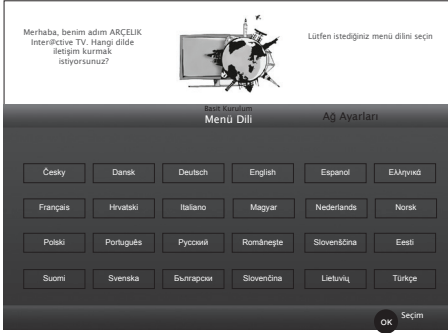 Merhaba, benim adım ARÇELIK
Inter@ctive TV. Hangi dilde
iletişim kurmak
istiyorsunuz?
Lütfen istediğiniz menü dilini seçin
Basit Kurulum
Menü Dili
Ağ Ayarları
Česky
Dansk
Deutsch
English
Espanol
Ελληνικά
Français
Hrvatski
Italiano
Magyar
Nederlands
Norsk
Polski
Português
Русский
Româneşte
Slovenščina
Eesti
Suomi
Svenska
Български
Slovenčina
Lietuvių
Türkçe
OK
Seçim